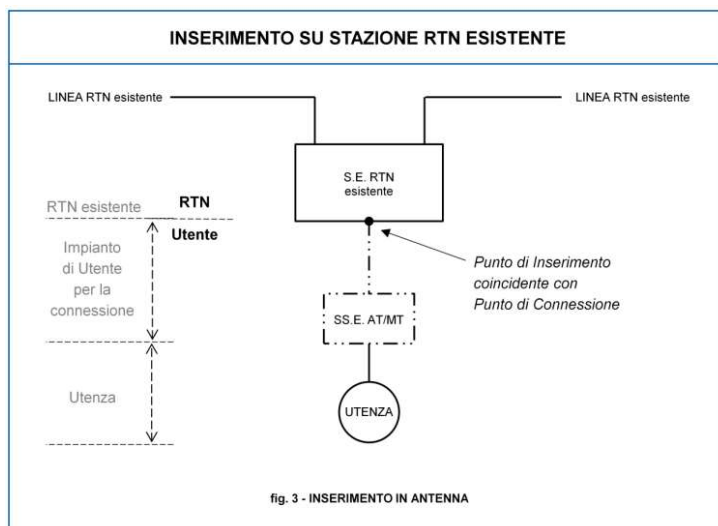 INSERIMENTO SU STAZIONE RTN ESISTENTE
LINEA RTN esistente
LINEA RTN esistente
S.E. RTN
esistente
RTN esistente
RTN
Utente
Impianto
di Utente
per la
connessione
Punto di Inserimento
coincidente con
Punto di Connessione
SS.E. AT/MT
Utenza
UTENZA
fig. 3 - INSERIMENTO IN ANTENNA